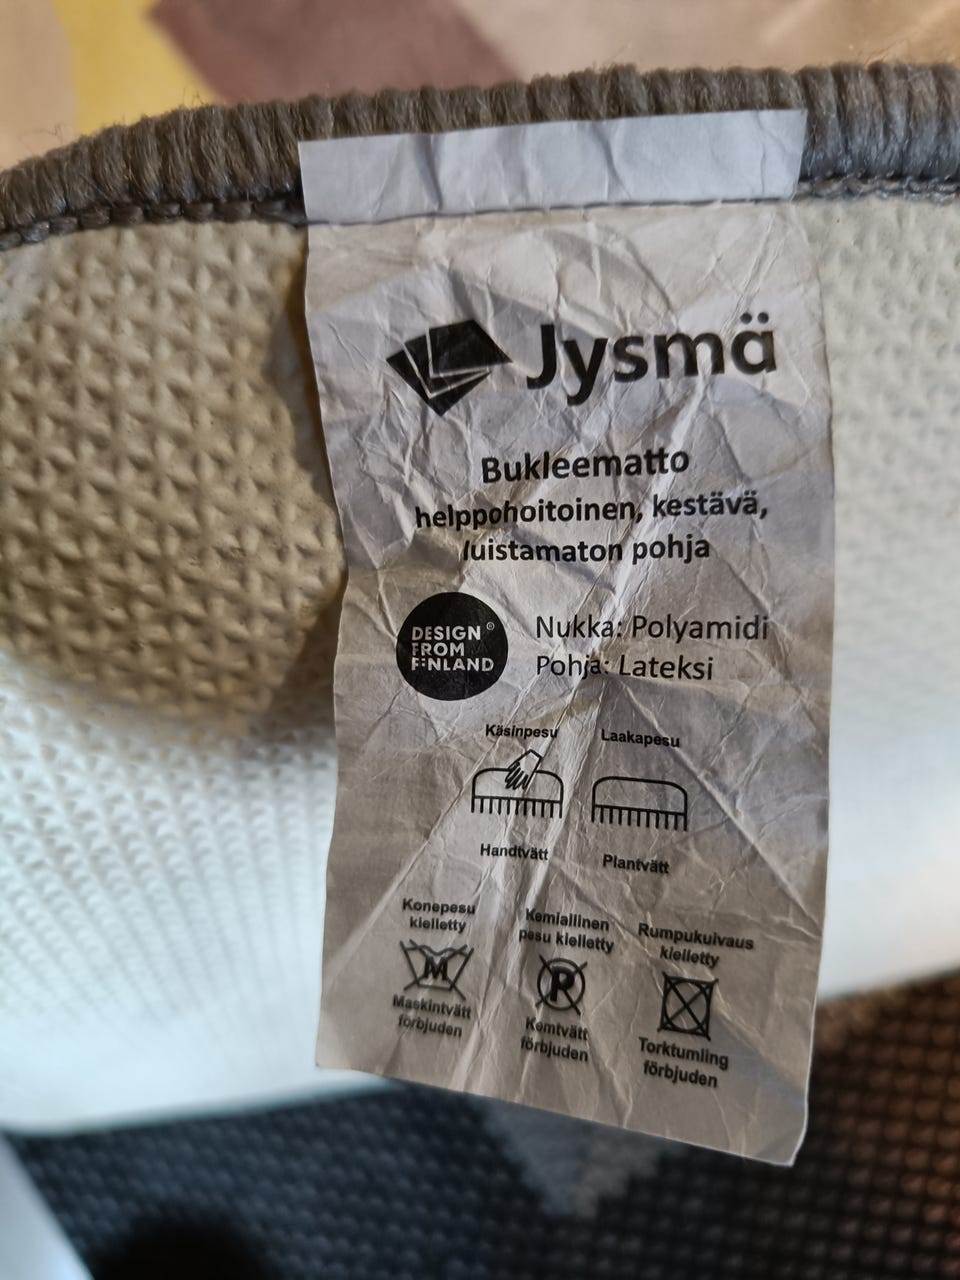 Jysmä
Bukleematto
helppohoitoinen, kestävä,
luistamaton pohja
DESIGN ©
FROM
FINLAND
Nukka: Polyamidi
Pohja: Lateksi
Käsinpesu
Handtvätt
Laakapesu
Plantvätt
Konepesu
kielletty
M
Maskintvätt
förbjuden
Kemiallinen
pesu kielletty
P
Kemtvätt
förbjuden
Rumpukuivaus
kielletty
Torktumling
förbjuden